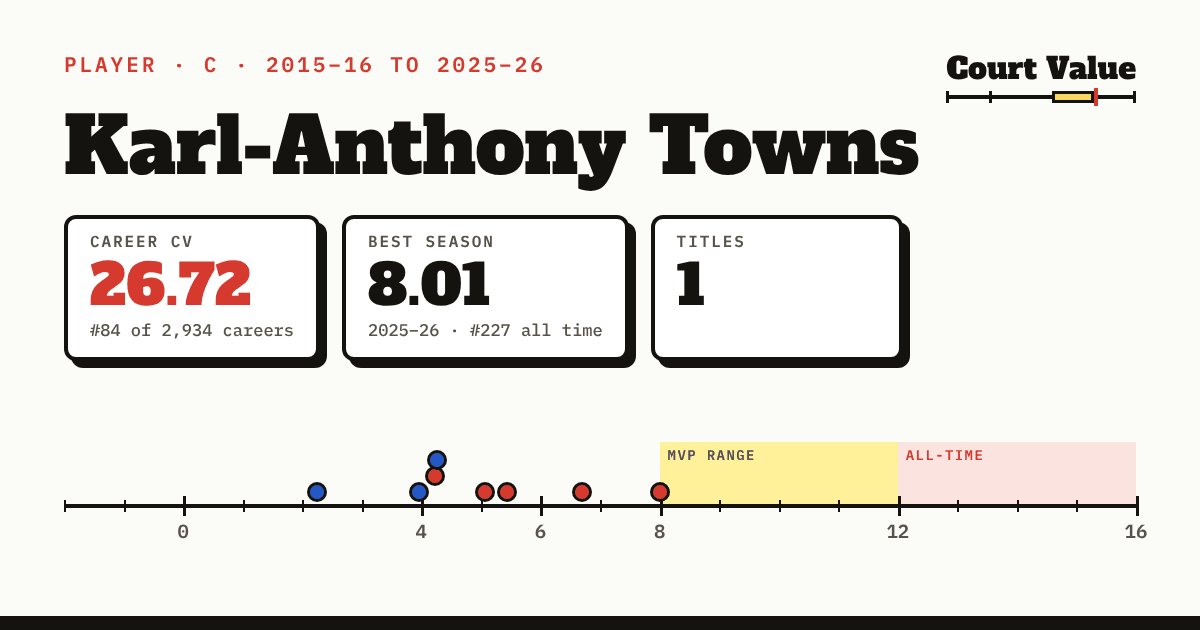 PLAYER · C · 2015–16 TO 2025–26
Court Value
Karl-Anthony Towns
CAREER CV
26.72
#84 of 2,934 careers
BEST SEASON
8.01
2025–26 · #227 all time
TITLES
1
MVP RANGE
ALL-TIME
0
4
6
8
12
16